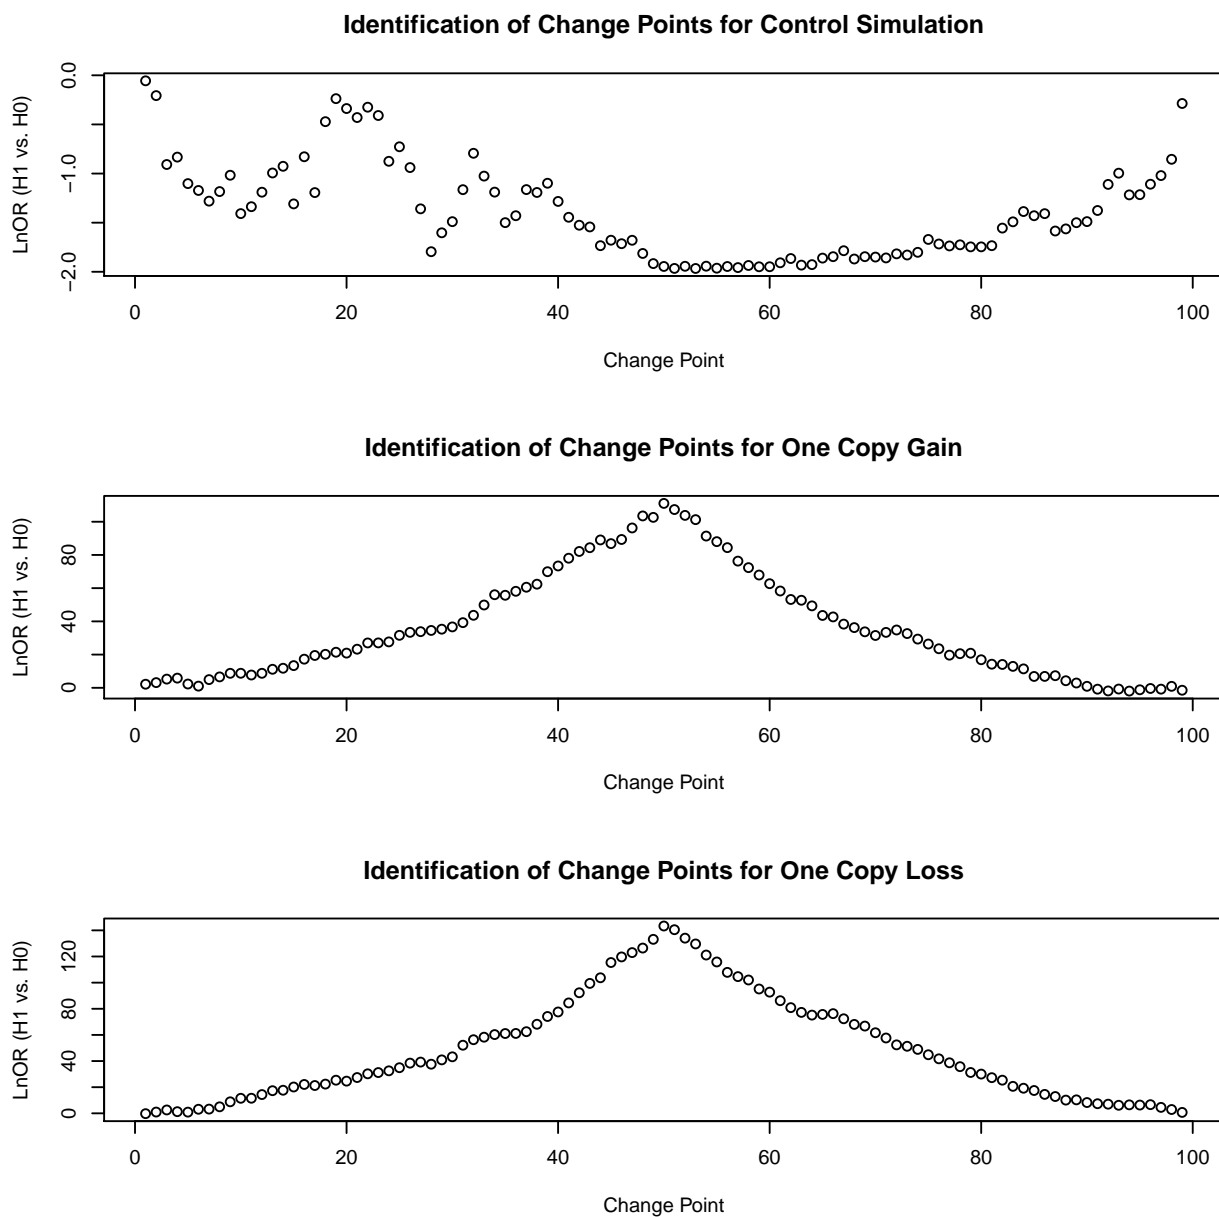 Identification of Change Points for Control Simulation
LnOR (H1 vs. H0)
0.0
−1.0
−2.0
0 20 40 60 80 100
Change Point
Identification of Change Points for One Copy Gain
LnOR (H1 vs. H0)
80
40
0
0 20 40 60 80 100
Change Point
Identification of Change Points for One Copy Loss
LnOR (H1 vs. H0)
120
80
40
0
0 20 40 60 80 100
Change Point